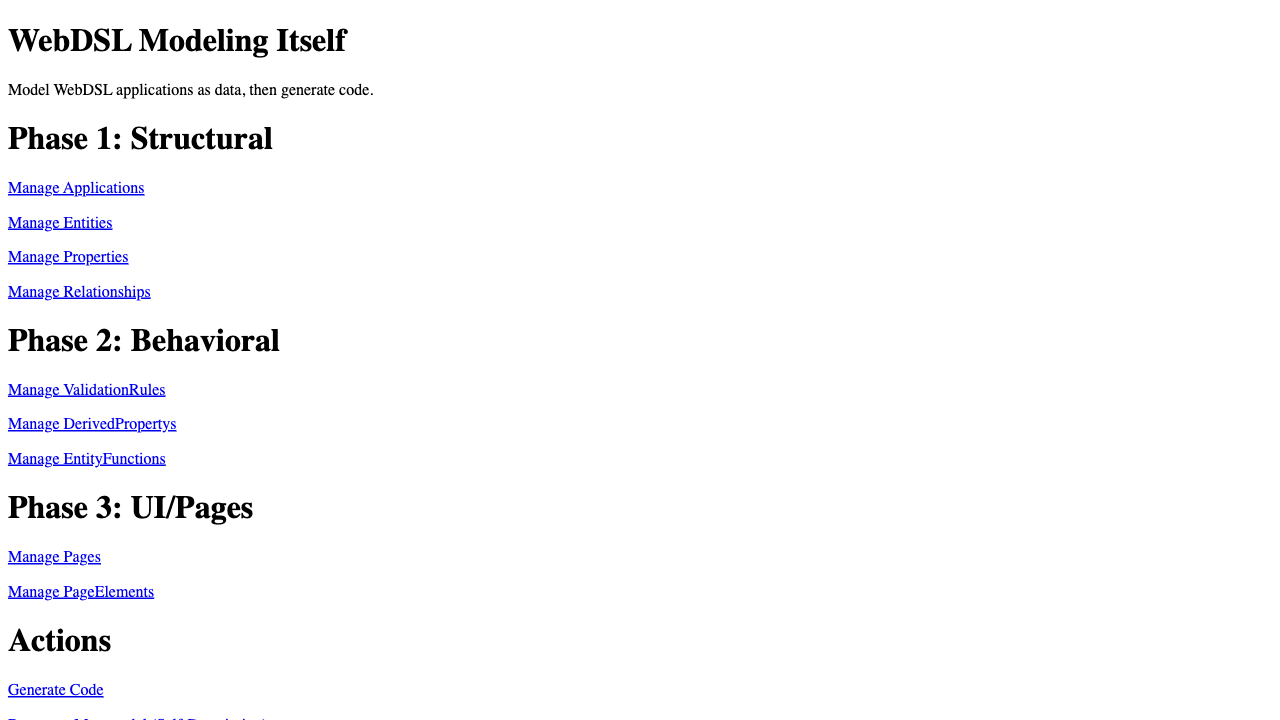 WebDSL Modeling Itself
Model WebDSL applications as data, then generate code.
Phase 1: Structural
Manage Applications
Manage Entities
Manage Properties
Manage Relationships
Phase 2: Behavioral
Manage ValidationRules
Manage DerivedPropertys
Manage EntityFunctions
Phase 3: UI/Pages
Manage Pages
Manage PageElements
Actions
Generate Code